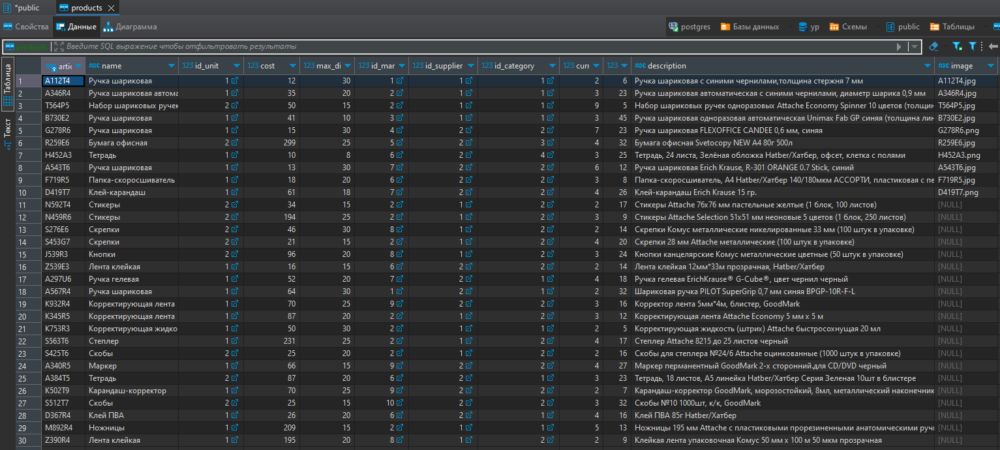 *public products
Свойства Данные Диаграмма postgres Базы данных ур Схемы public Таблицы
products Введите SQL выражение чтобы отфильтровать результаты
Таблица
Текст
artic ABC name 123 id_unit 123 cost 123 max_di 123 id_mar 123 id_supplier 123 id_category 123 curr 123 ABC description ABC image
1 A112T4 Ручка шариковая 1 12 30 1 1 1 2 6 Ручка шариковая с синими чернилами,толщина стержня 7 мм A112T4.jpg
2 A346R4 Ручка шариковая автома 1 35 20 2 1 1 3 23 Ручка шариковая автоматическая с синими чернилами, диаметр шарика 0,9 мм A346R4.jpg
3 T564P5 Набор шариковых ручек 2 50 15 2 1 1 9 5 Набор шариковых ручек одноразовых Attache Economy Spinner 10 цветов (толщин T564P5.jpg
4 B730E2 Ручка шариковая 1 41 10 3 1 1 3 45 Ручка шариковая одноразовая автоматическая Unimax Fab GP синяя (толщина лин B730E2.jpg
5 G278R6 Ручка шариковая 1 15 30 4 2 2 7 23 Ручка шариковая FLEXOFFICE CANDEE 0,6 мм, синяя G278R6.png
6 R259E6 Бумага офисная 2 299 25 5 2 3 4 32 Бумага офисная Svetocopy NEW A4 80г 500л R259E6.jpg
7 H452A3 Тетрадь 1 10 8 6 2 4 3 25 Тетрадь, 24 листа, Зелёная обложка Hatber/Хатбер, офсет, клетка с полями H452A3.png
8 A543T6 Ручка шариковая 1 13 30 7 2 2 6 12 Ручка шариковая Erich Krause, R-301 ORANGE 0.7 Stick, синий A543T6.jpg
9 F719R5 Папка-скоросшиватель 1 18 20 6 2 2 3 8 Папка-скоросшиватель, А4 Hatber/Хатбер 140/180мкм АССОРТИ, пластиковая с пе F719R5.jpg
10 D419T7 Клей-карандаш 1 61 18 7 2 2 4 26 Клей-карандаш Erich Krause 15 гр. D419T7.png
11 N592T4 Стикеры 2 34 15 2 1 2 2 17 Стикеры Attache 76х76 мм пастельные желтые (1 блок, 100 листов) [NULL]
12 N459R6 Стикеры 2 194 25 2 1 2 3 9 Стикеры Attache Selection 51х51 мм неоновые 5 цветов (1 блок, 250 листов) [NULL]
13 S276E6 Скрепки 2 46 30 8 1 2 2 14 Скрепки Комус металлические никелированные 33 мм (100 штук в упаковке) [NULL]
14 S453G7 Скрепки 2 21 15 2 1 2 4 20 Скрепки 28 мм Attache металлические (100 штук в упаковке) [NULL]
15 J539R3 Кнопки 2 96 20 8 1 2 3 24 Кнопки канцелярские Комус металлические цветные (50 штук в упаковке) [NULL]
16 Z539E3 Лента клейкая 1 16 15 6 2 2 2 14 Лента клейкая 12мм*33м прозрачная, Hatber/Хатбер [NULL]
17 A297U6 Ручка гелевая 1 52 20 7 2 1 4 18 Ручка гелевая ErichKrause® G-Cube®, цвет чернил черный [NULL]
18 A567R4 Ручка шариковая 1 64 30 1 2 1 2 32 Шариковая ручка PILOT SuperGrip 0,7 мм синяя BPGP-10R-F-L [NULL]
19 K932R4 Корректирующая лента 1 70 25 9 2 2 3 16 Корректор лента 5мм*4м, блистер, GoodMark [NULL]
20 K345R5 Корректирующая лента 1 87 20 2 1 2 3 12 Корректирующая лента Attache Economy 5 мм x 5 м [NULL]
21 K753R3 Корректирующая жидко 1 50 30 2 1 1 2 5 Корректирующая жидкость (штрих) Attache быстросохнущая 20 мл [NULL]
22 S563T6 Степлер 1 231 25 2 1 2 4 17 Степлер Attache 8215 до 25 листов черный [NULL]
23 S425T6 Скобы 2 25 20 2 1 2 2 16 Скобы для степлера №24/6 Attache оцинкованные (1000 штук в упаковке) [NULL]
24 A340R5 Маркер 1 66 15 9 2 2 4 27 Маркер перманентный GoodMark 2-х сторонний.для CD/DVD черный [NULL]
25 A384T5 Тетрадь 2 87 20 6 2 1 3 23 Тетрадь, 18 листов, А5 линейка Hatber/Хатбер Серия Зеленая 10шт в блистере [NULL]
26 K502T9 Карандаш-корректор 1 70 25 9 2 2 2 7 Карандаш-корректор GoodMark, морозостойкий, 8мл, металлический наконечник [NULL]
27 S512T7 Скобы 2 25 15 10 2 2 3 32 Скобы №10 1000шт, к/к, GoodMark [NULL]
28 D367R4 Клей ПВА 1 26 20 6 2 1 4 16 Клей ПВА 85г Hatber/Хатбер [NULL]
29 M892R4 Ножницы 1 209 15 2 1 1 5 13 Ножницы 195 мм Attache с пластиковыми прорезиненными анатомическими ручк [NULL]
30 Z390R4 Лента клейкая 1 195 20 8 1 2 2 9 Клейкая лента упаковочная Комус 50 мм x 100 м 50 мкм прозрачная [NULL]